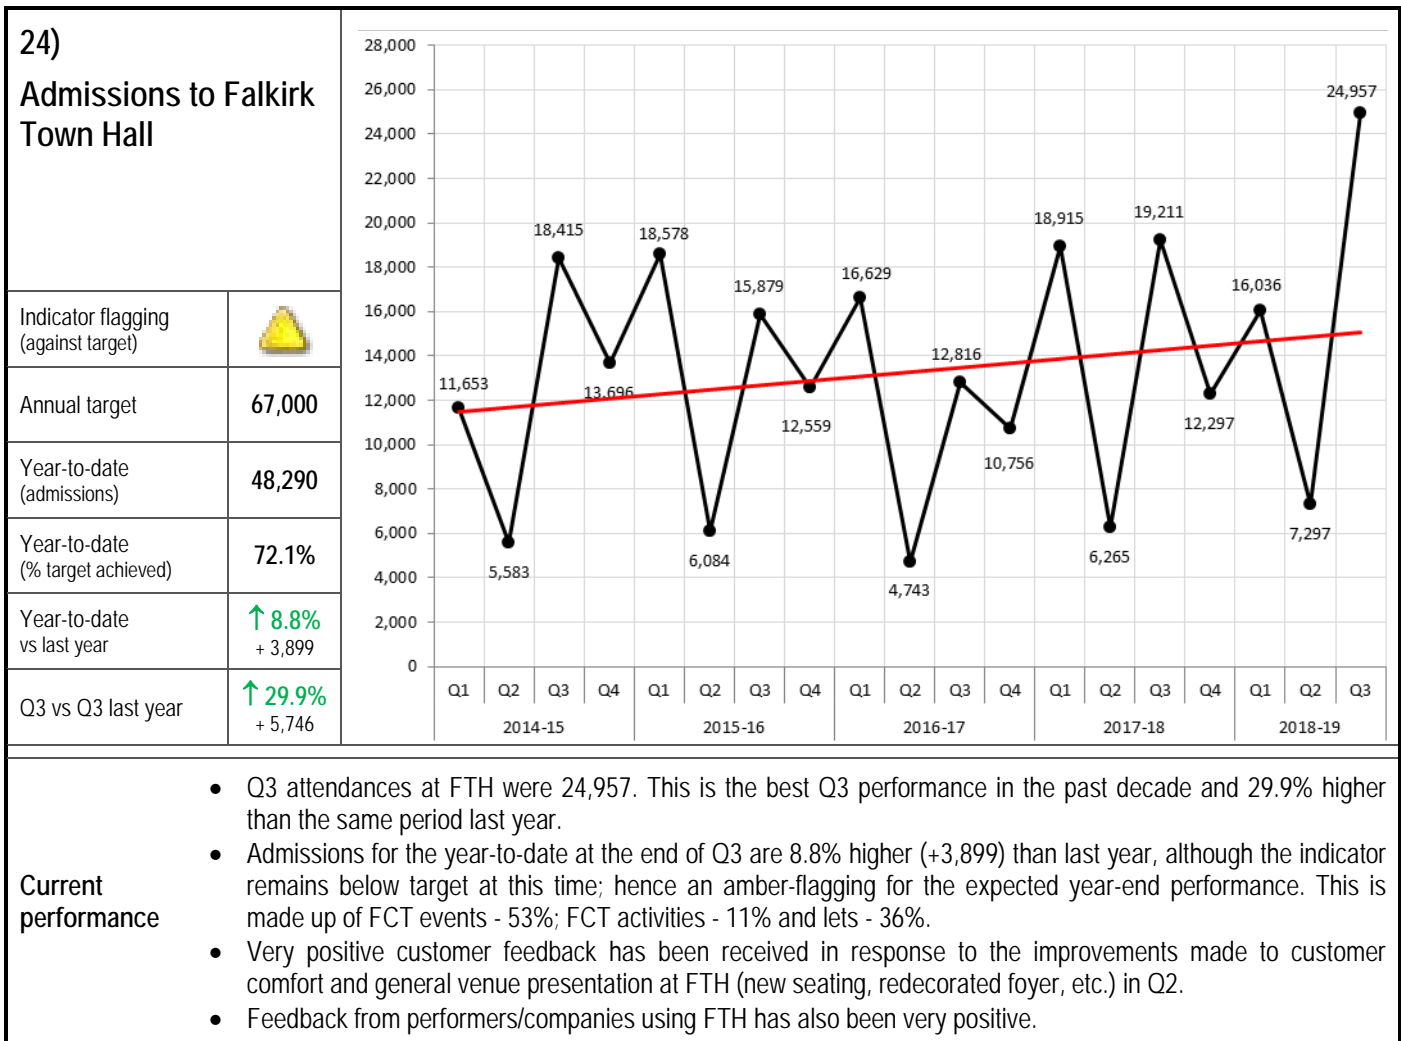 24)
Admissions to Falkirk
Town Hall
Indicator flagging
(against target)
Annual target
67,000
Year-to-date
(admissions)
48,290
Year-to-date
(% target achieved)
72.1%
Year-to-date
vs last year
↑ 8.8%
+ 3,899
Q3 vs Q3 last year
↑ 29.9%
+ 5,746
28,000
26,000
24,000
22,000
20,000
18,000
16,000
14,000
12,000
10,000
8,000
6,000
4,000
2,000
0
11,653
5,583
18,415
13,696
18,578
6,084
15,879
12,559
16,629
4,743
12,816
10,756
18,915
6,265
19,211
12,297
16,036
7,297
24,957
Q1 Q2 Q3 Q4 Q1 Q2 Q3 Q4 Q1 Q2 Q3 Q4 Q1 Q2 Q3 Q4 Q1 Q2 Q3
2014-15 2015-16 2016-17 2017-18 2018-19
Current
performance
• Q3 attendances at FTH were 24,957. This is the best Q3 performance in the past decade and 29.9% higher
than the same period last year.
• Admissions for the year-to-date at the end of Q3 are 8.8% higher (+3,899) than last year, although the indicator
remains below target at this time; hence an amber-flagging for the expected year-end performance. This is
made up of FCT events - 53%; FCT activities - 11% and lets - 36%.
• Very positive customer feedback has been received in response to the improvements made to customer
comfort and general venue presentation at FTH (new seating, redecorated foyer, etc.) in Q2.
• Feedback from performers/companies using FTH has also been very positive.